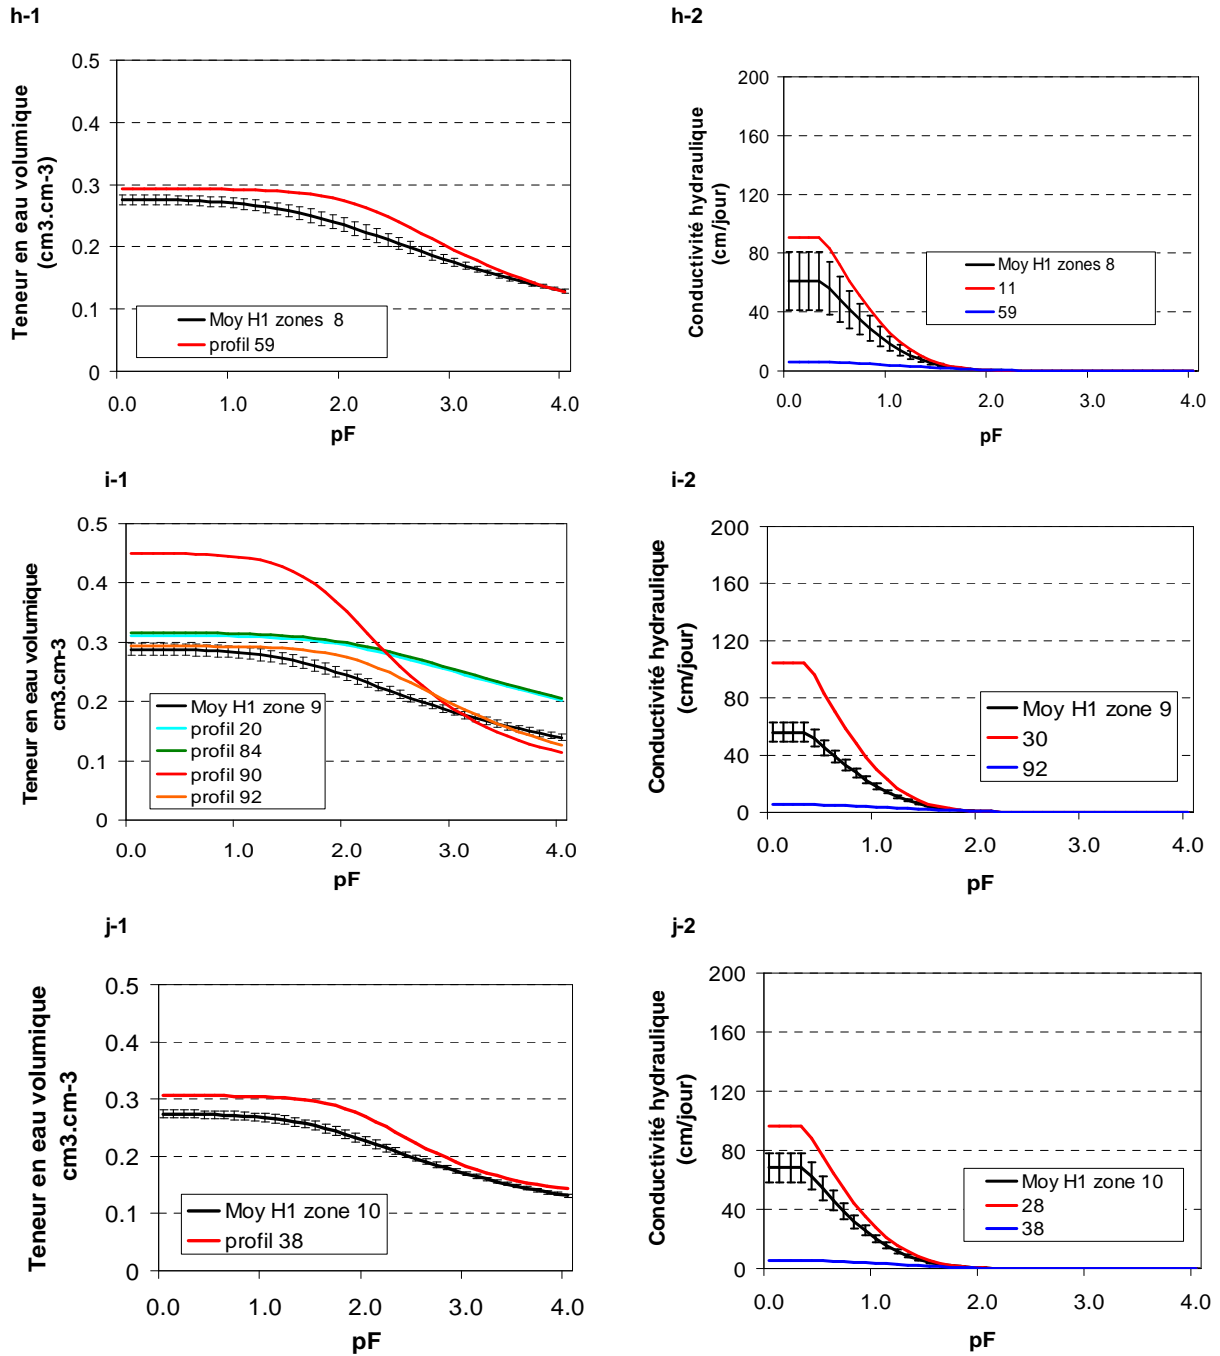 h-1
Teneur en eau volumique
(cm3.cm-3)
0.5
0.4
0.3
0.2
0.1
0
Moy H1 zones 8
profil 59
0.0 1.0 2.0 3.0 4.0
pF
h-2
Conductivité hydraulique
(cm/jour)
200
160
120
80
40
0
Moy H1 zones 8
11
59
0.0 1.0 2.0 3.0 4.0
pF
i-1
Teneur en eau volumique
cm3.cm-3
0.5
0.4
0.3
0.2
0.1
0
Moy H1 zone 9
profil 20
profil 84
profil 90
profil 92
0.0 1.0 2.0 3.0 4.0
pF
i-2
Conductivité hydraulique
(cm/jour)
200
160
120
80
40
0
Moy H1 zone 9
30
92
0.0 1.0 2.0 3.0 4.0
pF
j-1
Teneur en eau volumique
cm3.cm-3
0.5
0.4
0.3
0.2
0.1
0
Moy H1 zone 10
profil 38
0.0 1.0 2.0 3.0 4.0
pF
j-2
Conductivité hydraulique
(cm/jour)
200
160
120
80
40
0
Moy H1 zone 10
28
38
0.0 1.0 2.0 3.0 4.0
pF